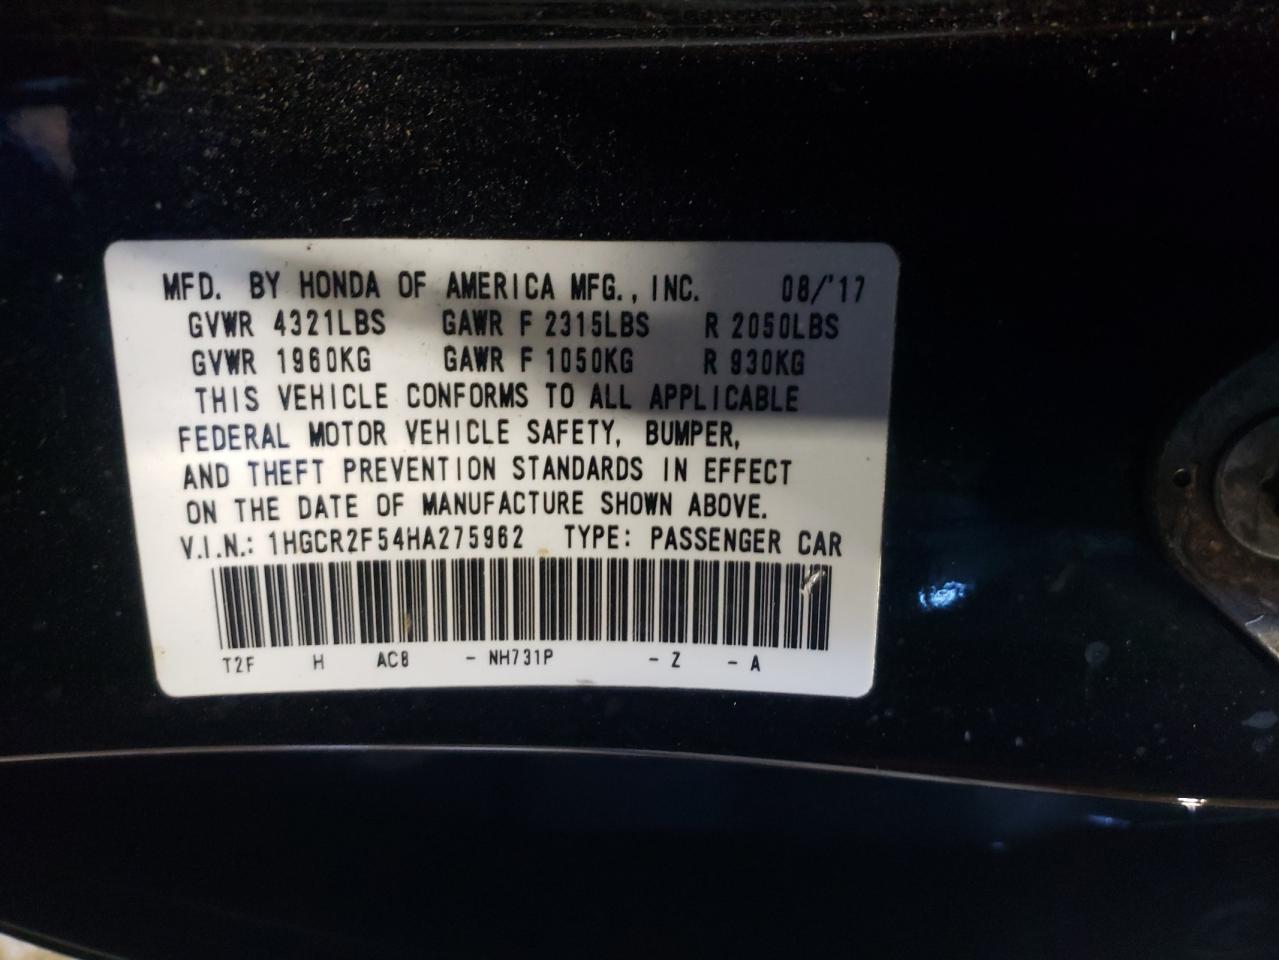 MFD. BY HONDA OF AMERICA MFG., INC. 08/'17
GVWR 4321LBS GAWR F 2315LBS R 2050LBS
GVWR 1960KG GAWR F 1050KG R 930KG
THIS VEHICLE CONFORMS TO ALL APPLICABLE
FEDERAL MOTOR VEHICLE SAFETY, BUMPER,
AND THEFT PREVENTION STANDARDS IN EFFECT
ON THE DATE OF MANUFACTURE SHOWN ABOVE.
V.I.N.: 1HGCR2F54HA275962 TYPE: PASSENGER CAR
T2F H AC8 - NH731P - Z - A